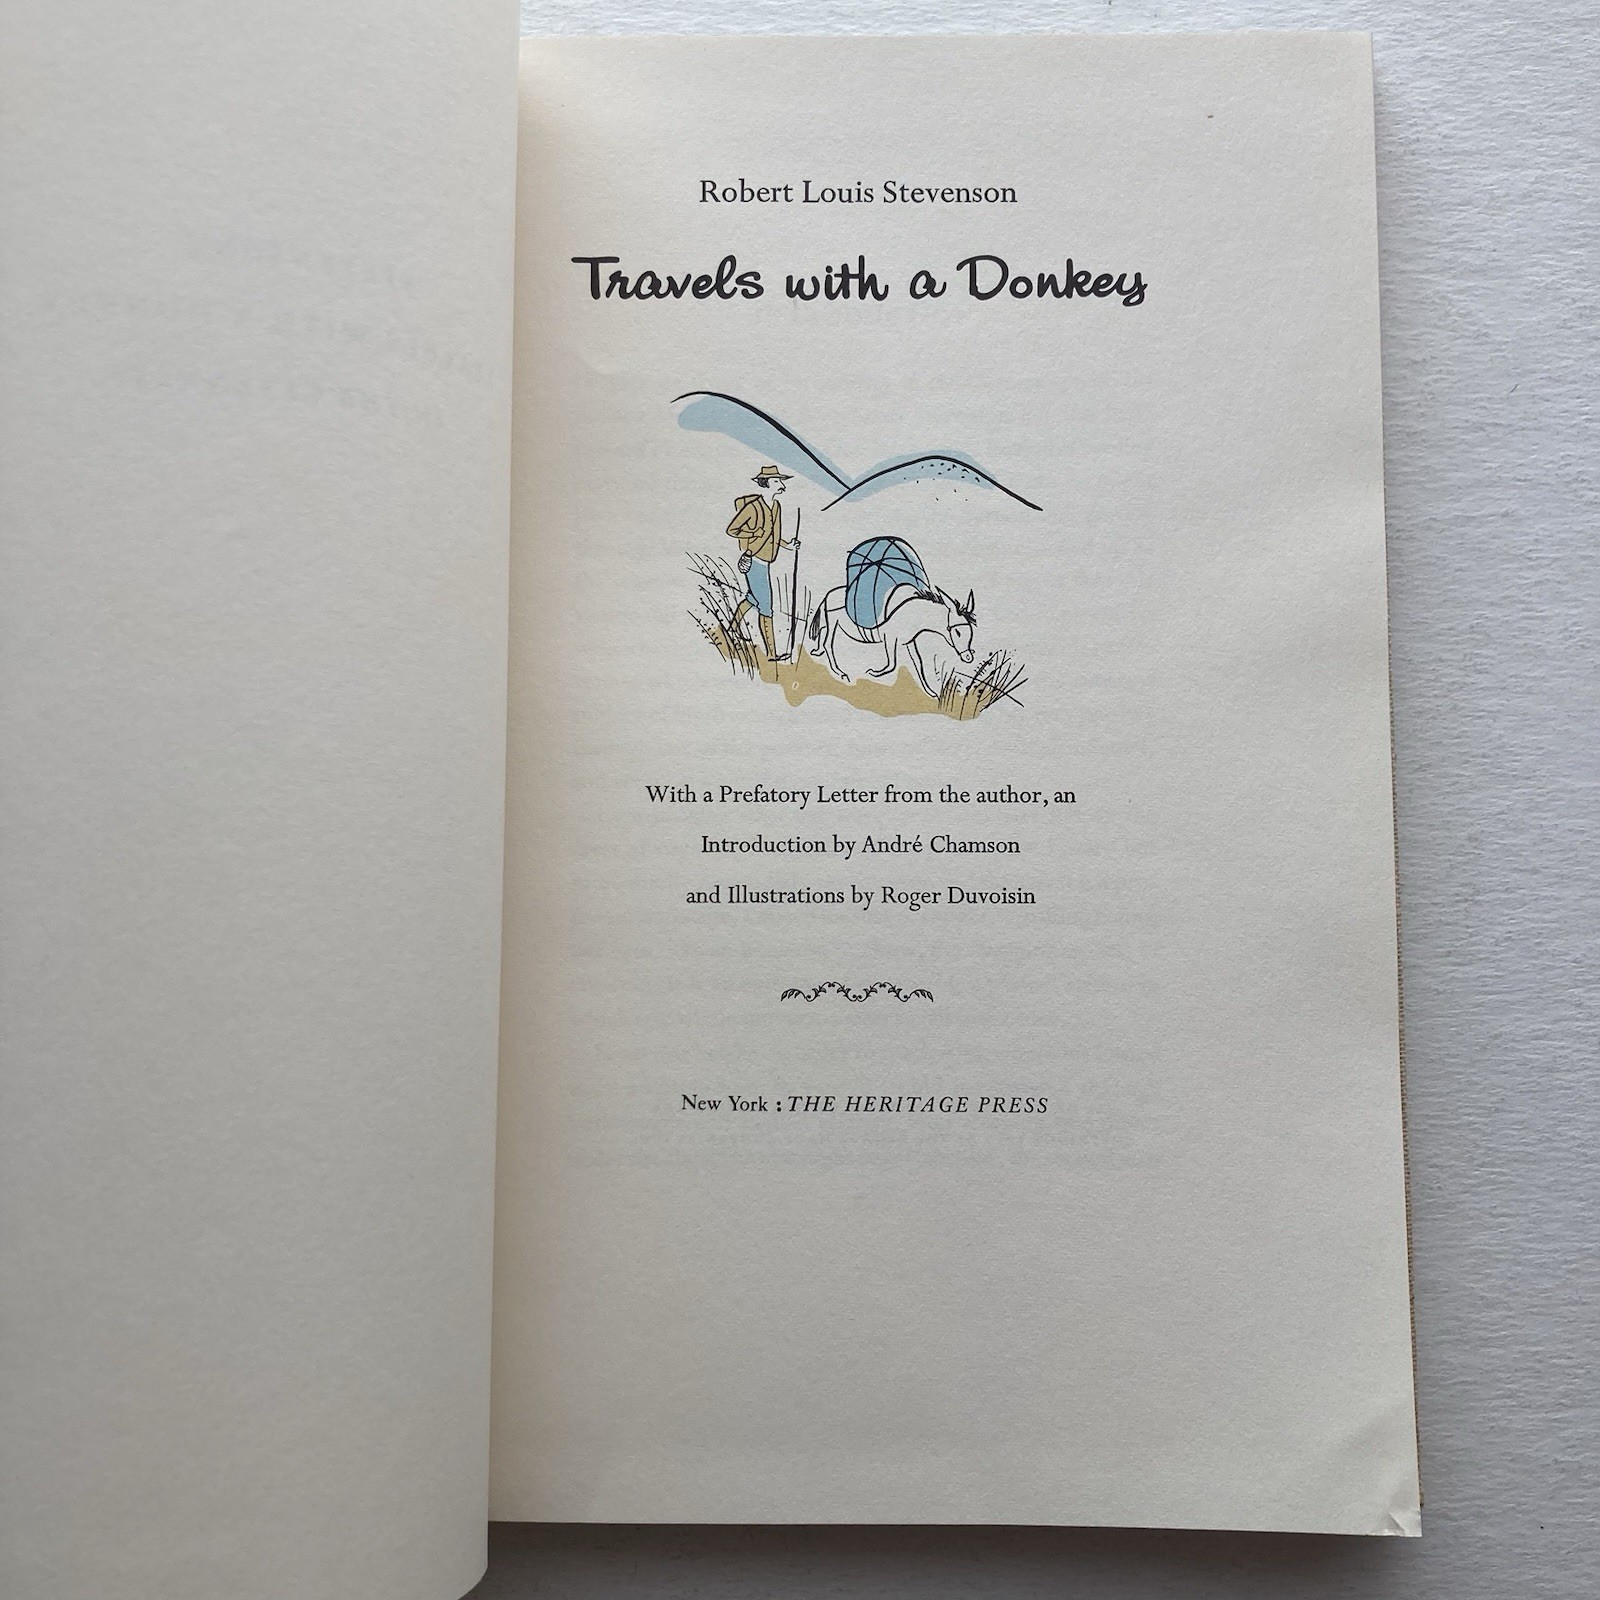 Robert Louis Stevenson
Travels with a Donkey
With a Prefatory Letter from the author, an
Introduction by André Chamson
and Illustrations by Roger Duvoisin
New York : THE HERITAGE PRESS